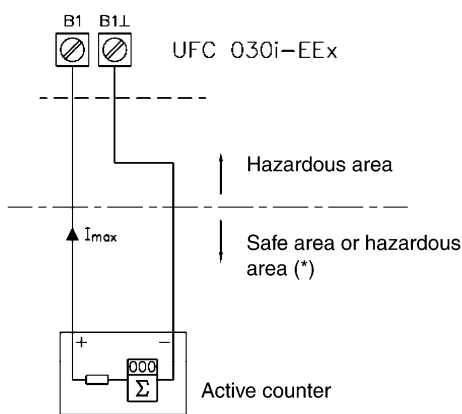 B1 B1⊥
UFC 030i-EEx
Hazardous area
Imax
Safe area or hazardous
area (*)
+ −
000
Σ
Active counter